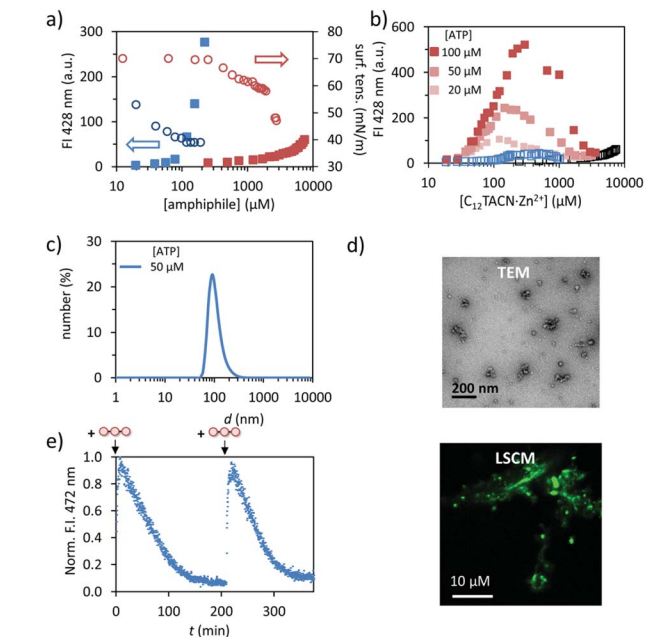 a)
FI 428 nm (a.u.)
300
200
100
0
80
70
60
50
40
30
surf. tens. (mN/m)
10 100 1000 10000
[amphiphile] (µM)
b)
FI 428 nm (a.u.)
600
400
200
0
[ATP]
100 µM
50 µM
20 µM
10 100 1000 10000
[C₁₂TACN·Zn²⁺] (µM)
c)
number (%)
30
20
10
0
[ATP]
50 µM
1 10 100 1000 10000
d (nm)
d)
TEM
200 nm
LSCM
10 µM
e)
+ +
Norm. F.I. 472 nm
1.0
0.8
0.6
0.4
0.2
0.0
0 100 200 300
t (min)